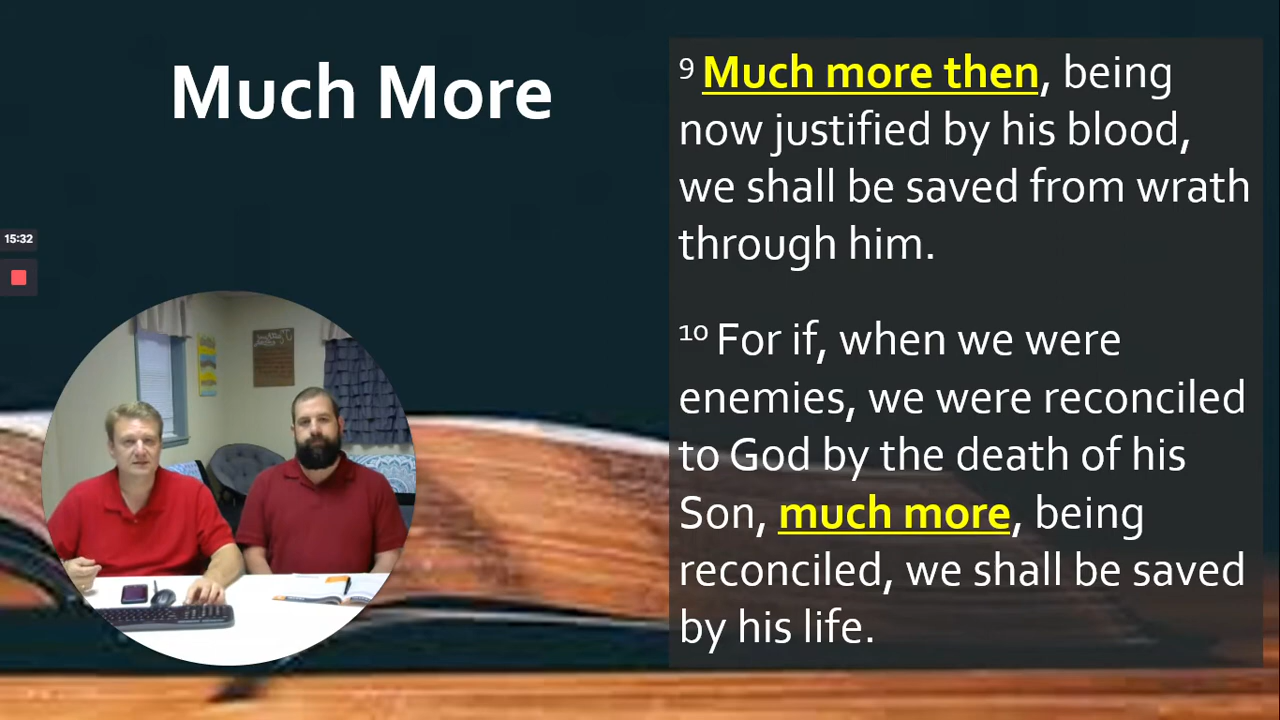 Much More
9 Much more then, being
now justified by his blood,
we shall be saved from wrath
through him.
10 For if, when we were
enemies, we were reconciled
to God by the death of his
Son, much more, being
reconciled, we shall be saved
by his life.
15:32